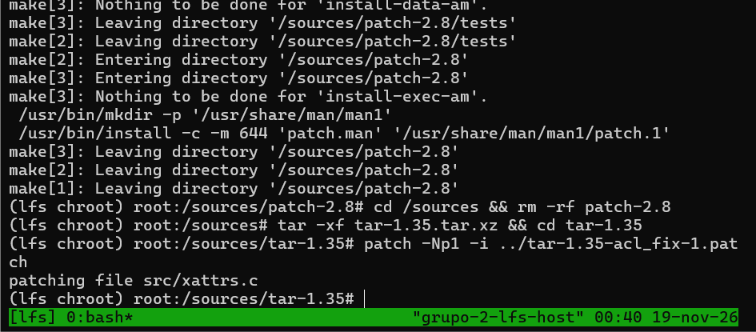 make[3]: Nothing to be done for 'install-data-am'.
make[3]: Leaving directory '/sources/patch-2.8/tests'
make[2]: Leaving directory '/sources/patch-2.8/tests'
make[2]: Entering directory '/sources/patch-2.8'
make[3]: Entering directory '/sources/patch-2.8'
make[3]: Nothing to be done for 'install-exec-am'.
 /usr/bin/mkdir -p '/usr/share/man/man1'
 /usr/bin/install -c -m 644 'patch.man' '/usr/share/man/man1/patch.1'
make[3]: Leaving directory '/sources/patch-2.8'
make[2]: Leaving directory '/sources/patch-2.8'
make[1]: Leaving directory '/sources/patch-2.8'
(lfs chroot) root:/sources/patch-2.8# cd /sources && rm -rf patch-2.8
(lfs chroot) root:/sources# tar -xf tar-1.35.tar.xz && cd tar-1.35
(lfs chroot) root:/sources/tar-1.35# patch -Np1 -i ../tar-1.35-acl_fix-1.pat
ch
patching file src/xattrs.c
(lfs chroot) root:/sources/tar-1.35#
[lfs] 0:bash* "grupo-2-lfs-host" 00:40 19-nov-26